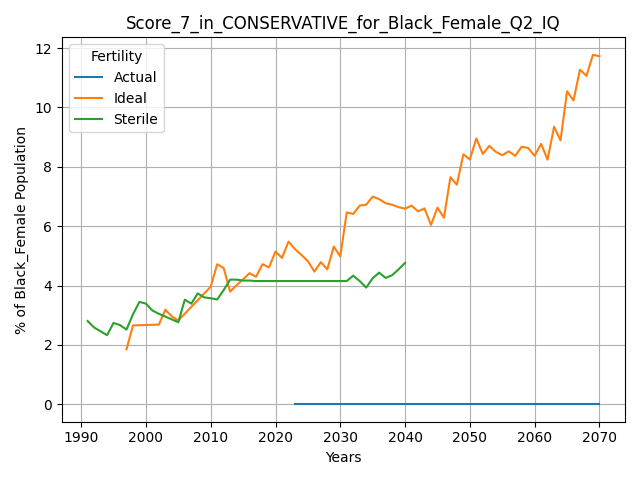 Score_7_in_CONSERVATIVE_for_Black_Female_Q2_IQ
Fertility
Actual
Ideal
Sterile
% of Black_Female Population
12
10
8
6
4
2
0
1990 2000 2010 2020 2030 2040 2050 2060 2070
Years